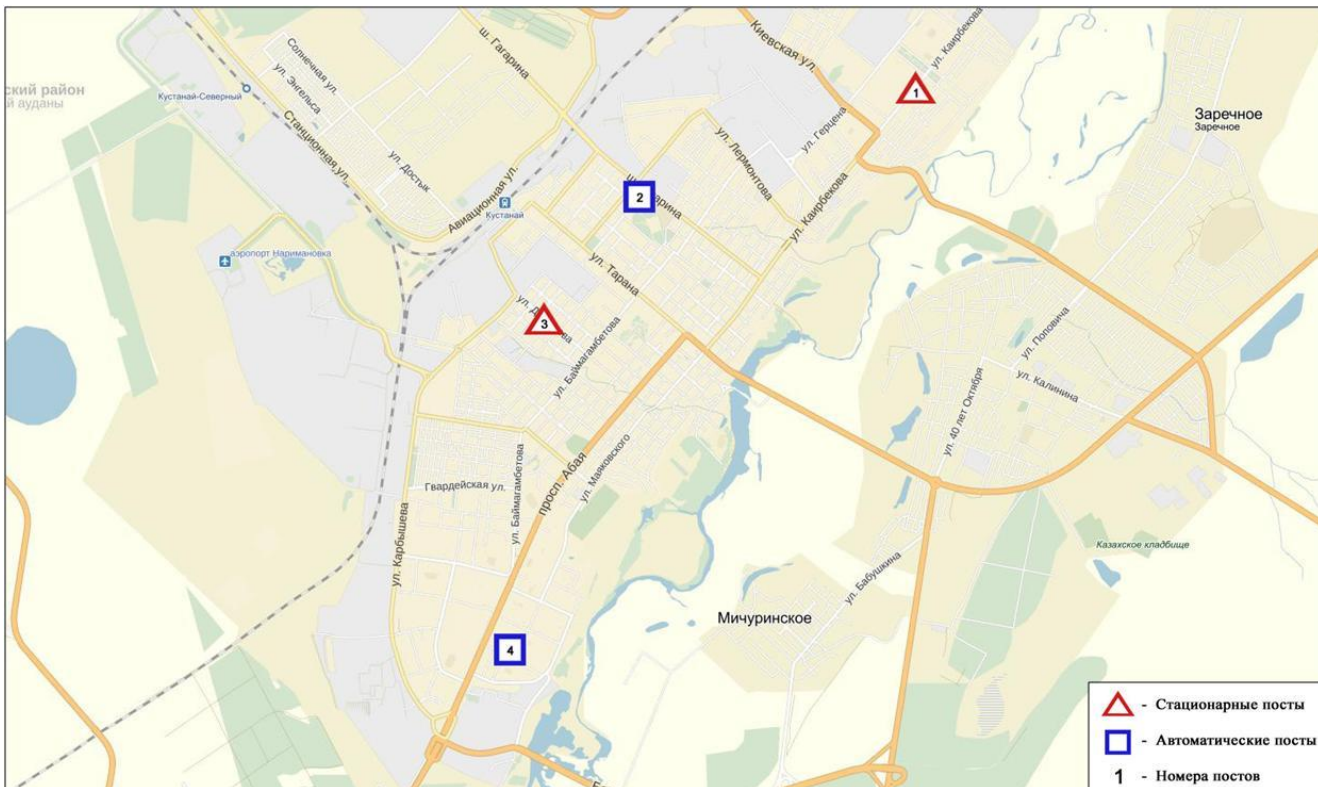 ш. Гагарина
Киевская ул.
ул. Каирбекова
1
ский район
й ауданы
Кустанай-Северный
Солнечная ул.
ул. Энгельса
Станционная ул.
ул. Достык
Авиационная ул.
Кустанай
аэропорт Наримановка
2
ул. Лермонтова
ул. Герцена
ул. Каирбекова
Заречное
Заречное
ул. Тарана
3
ул. Баймагамбетова
ул. Поповича
ул. Калинина
ул. 40 лет Октября
ул. Маяковского
просп. Абая
Гвардейская ул.
ул. Баймагамбетова
ул. Карбышева
Казахское кладбище
ул. Бабушкина
Мичуринское
4
- Стационарные посты
- Автоматические посты
1 - Номера постов